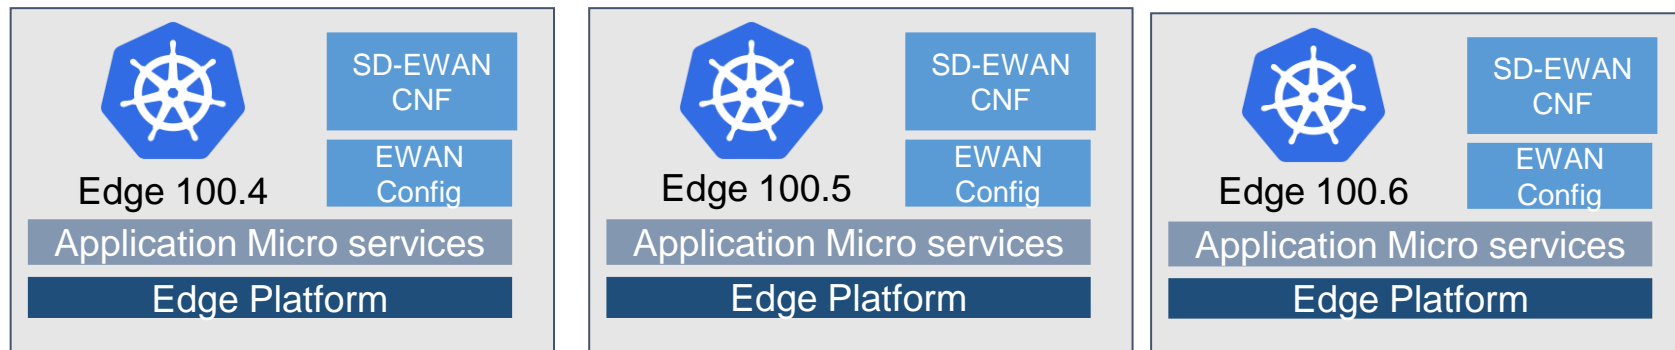 SD-EWAN
CNF
EWAN
Config
Edge 100.4
Application Micro services
Edge Platform
SD-EWAN
CNF
EWAN
Config
Edge 100.5
Application Micro services
Edge Platform
SD-EWAN
CNF
EWAN
Config
Edge 100.6
Application Micro services
Edge Platform